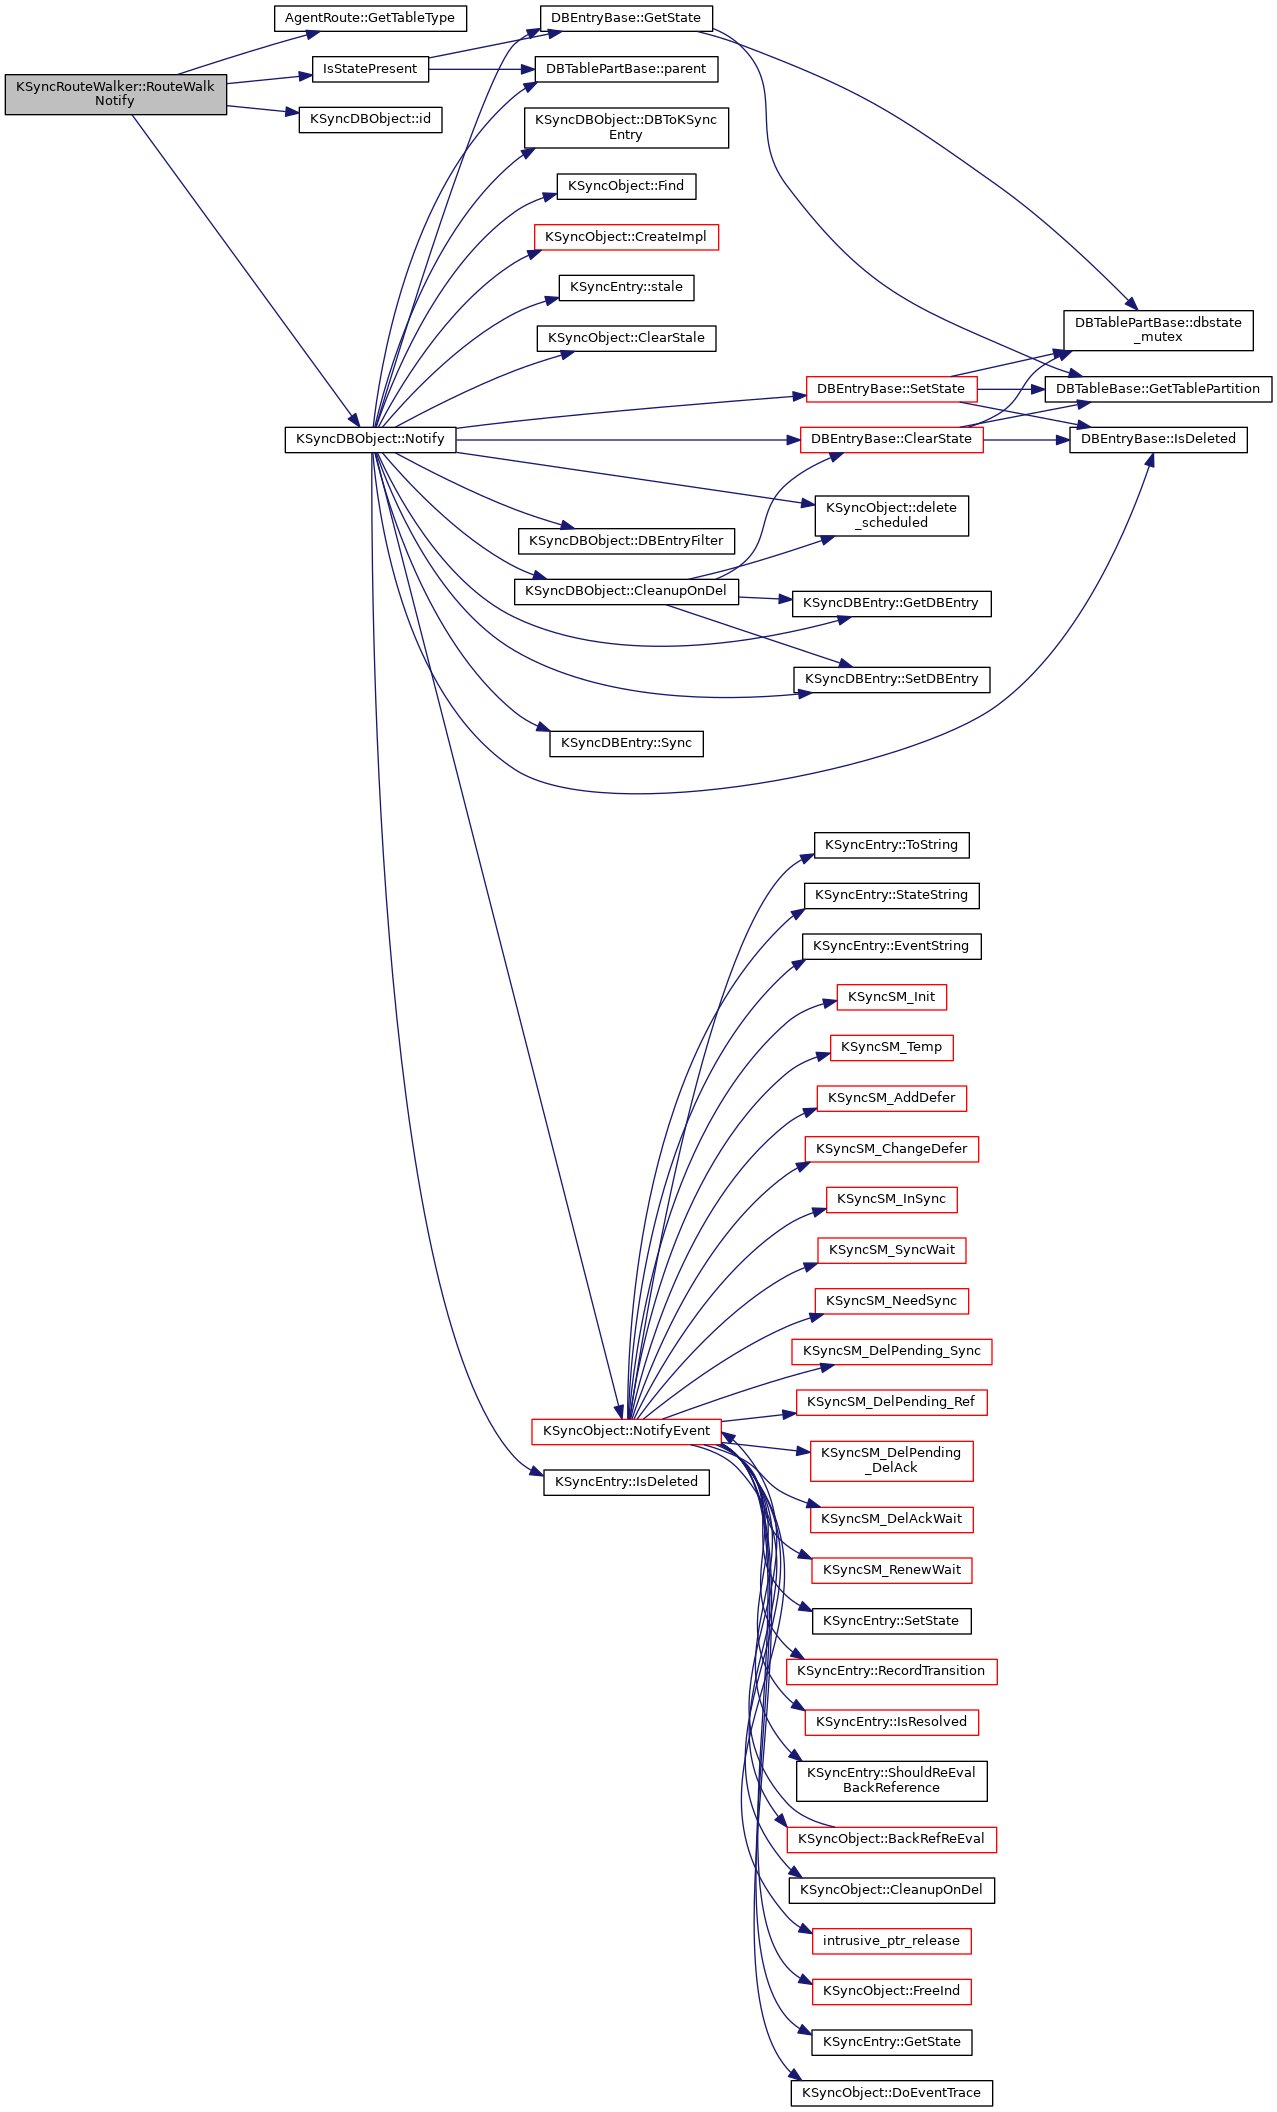 AgentRoute::GetTableType
DBEntryBase::GetState
IsStatePresent
DBTablePartBase::parent
KSyncRouteWalker::RouteWalk
Notify
KSyncDBObject::id
KSyncDBObject::DBToKSync
Entry
KSyncObject::Find
KSyncObject::CreateImpl
KSyncEntry::stale
DBTablePartBase::dbstate
_mutex
KSyncObject::ClearStale
DBEntryBase::SetState
DBTableBase::GetTablePartition
KSyncDBObject::Notify
DBEntryBase::ClearState
DBEntryBase::IsDeleted
KSyncObject::delete
_scheduled
KSyncDBObject::DBEntryFilter
KSyncDBObject::CleanupOnDel
KSyncDBEntry::GetDBEntry
KSyncDBEntry::SetDBEntry
KSyncDBEntry::Sync
KSyncEntry::ToString
KSyncEntry::StateString
KSyncEntry::EventString
KSyncSM_Init
KSyncSM_Temp
KSyncSM_AddDefer
KSyncSM_ChangeDefer
KSyncSM_InSync
KSyncSM_SyncWait
KSyncSM_NeedSync
KSyncSM_DelPending_Sync
KSyncSM_DelPending_Ref
KSyncObject::NotifyEvent
KSyncSM_DelPending
_DelAck
KSyncEntry::IsDeleted
KSyncSM_DelAckWait
KSyncSM_RenewWait
KSyncEntry::SetState
KSyncEntry::RecordTransition
KSyncEntry::IsResolved
KSyncEntry::ShouldReEval
BackReference
KSyncObject::BackRefReEval
KSyncObject::CleanupOnDel
intrusive_ptr_release
KSyncObject::FreeInd
KSyncEntry::GetState
KSyncObject::DoEventTrace